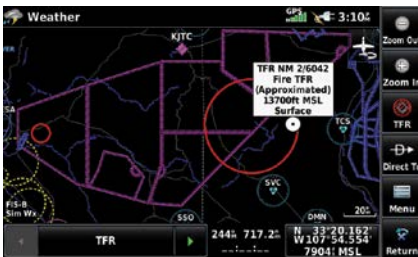 Weather
GPS
3:10
Zoom Out
KJTC
TFR NM 2/6042
Fire TFR
(Approximated)
13700ft MSL
Surface
Zoom In
SA
TCS
TFR
Direct To
SVC
FIS-B
Sim Wx
20
Menu
SSO
DMN
TFR
244 717.2
N 33°20.162'
W107°54.554'
7904 MSL
Return